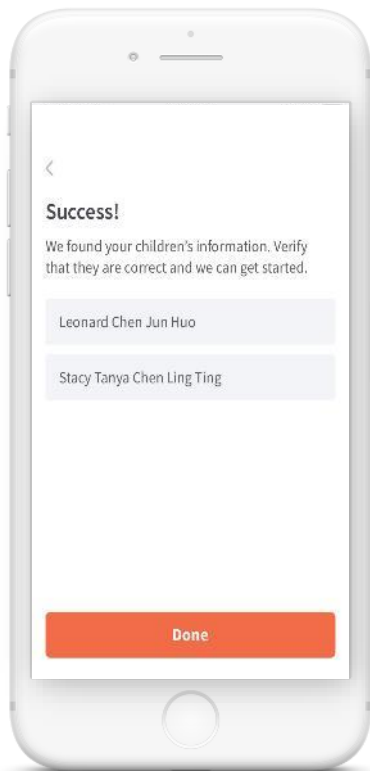 Success!
We found your children's information. Verify
that they are correct and we can get started.
Leonard Chen Jun Huo
Stacy Tanya Chen Ling Ting
Done